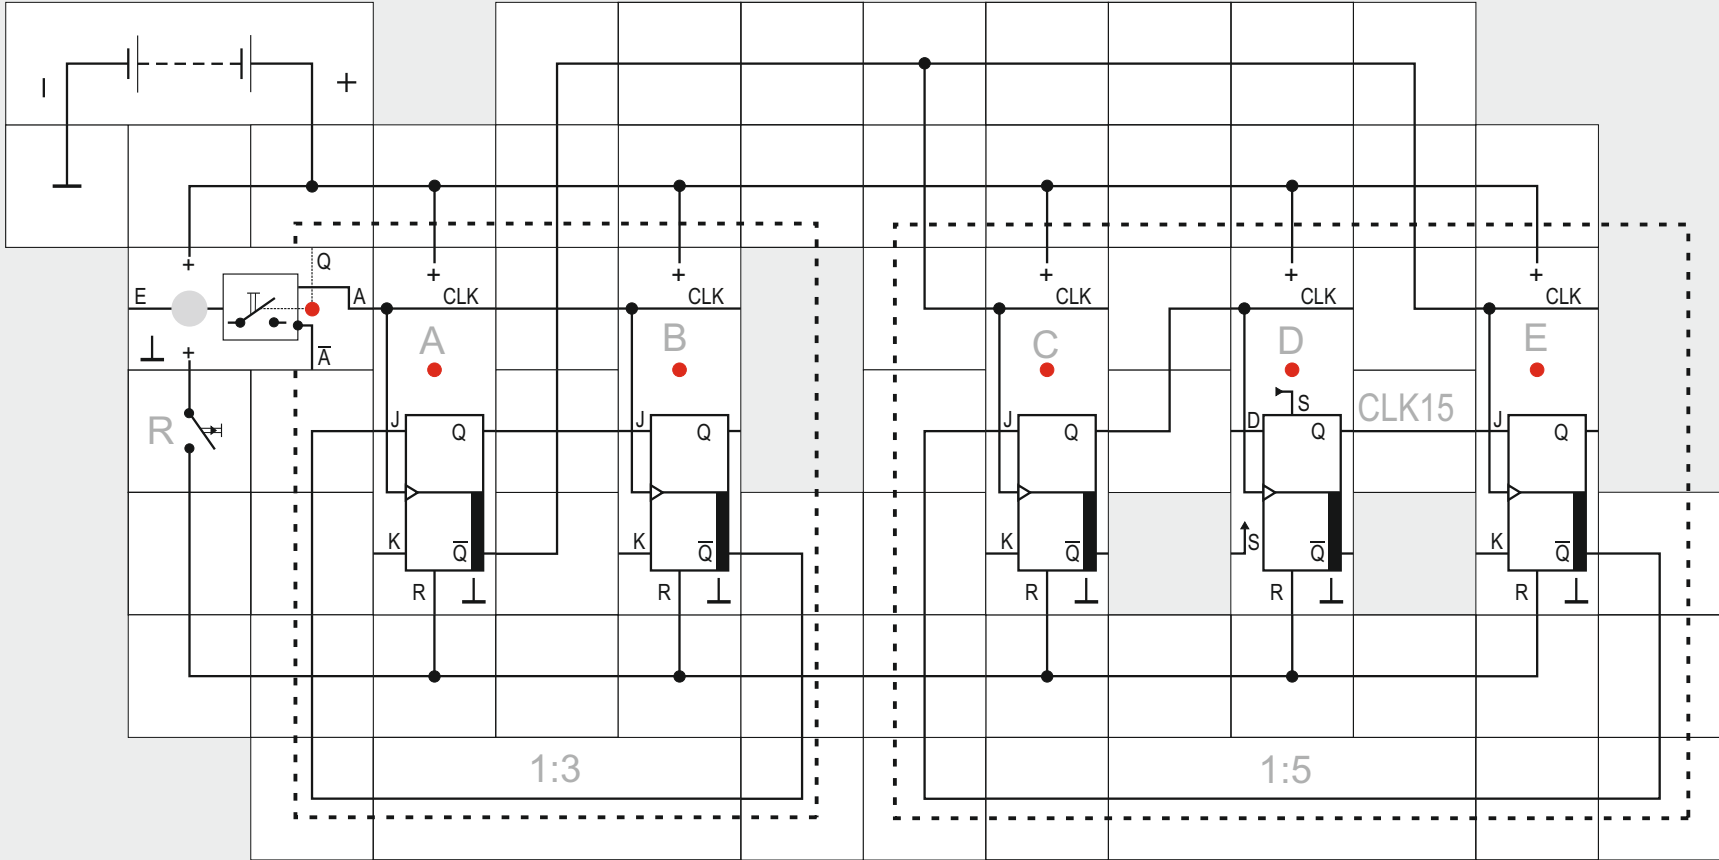 − +
Q
+ + + + + +
E A CLK CLK CLK CLK CLK
A B C D E
+ A
R
S CLK15
J Q J Q J Q D Q J Q
K Q K Q K Q S Q K Q
R R R R R
1:3 1:5